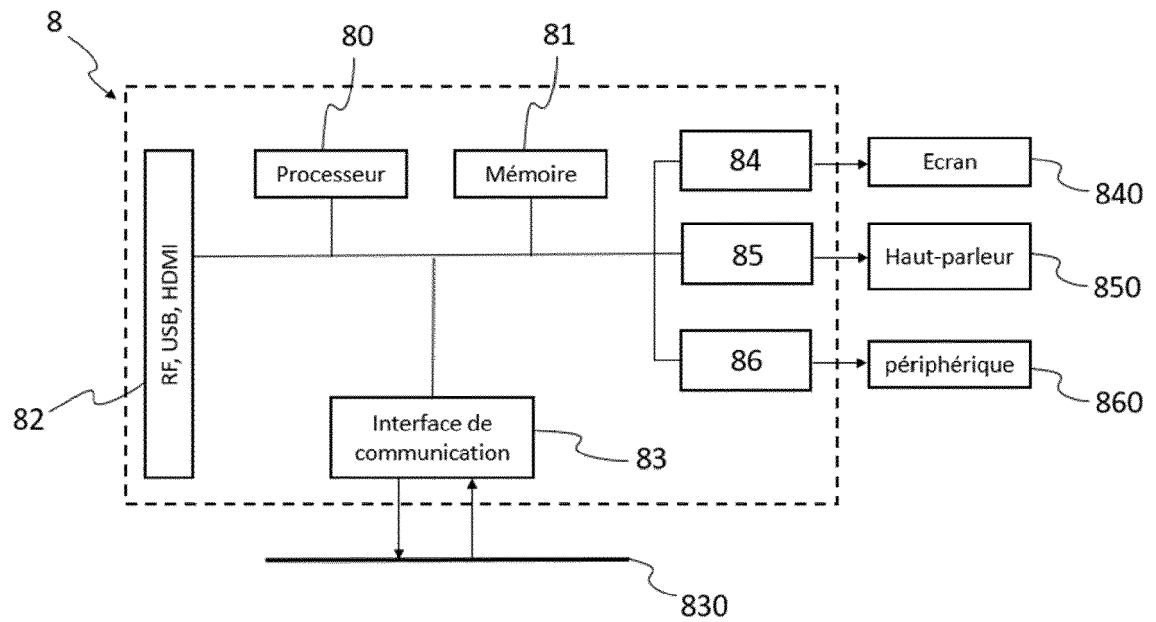 8
80
81
Processeur
Mémoire
84
Ecran
840
RF, USB, HDMI
85
Haut-parleur
850
86
périphérique
860
82
Interface de
communication
83
830